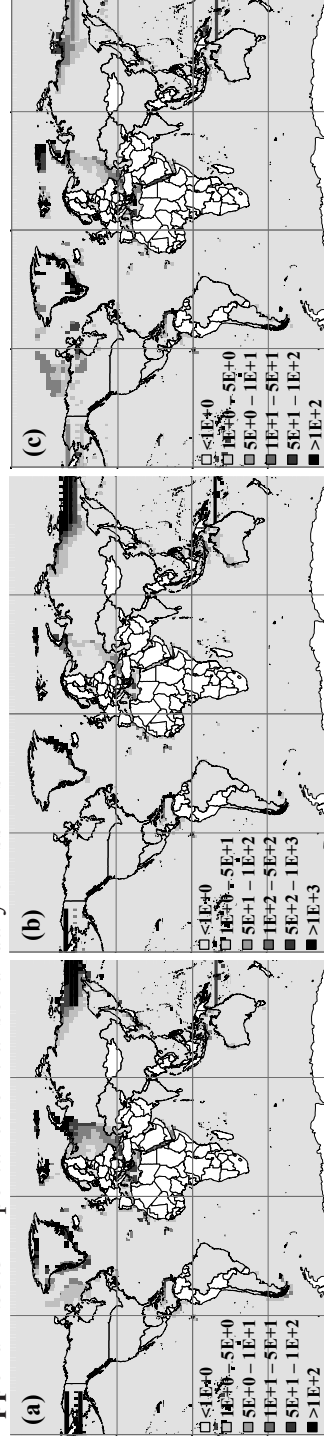 (a)
<1E+0
1E+0 – 5E+0
5E+0 – 1E+1
1E+1 – 5E+1
5E+1 – 1E+2
>1E+2
(b)
<1E+0
1E+0 – 5E+1
5E+1 – 1E+2
1E+2 – 5E+2
5E+2 – 1E+3
>1E+3
(c)
<1E+0
1E+0 – 5E+0
5E+0 – 1E+1
1E+1 – 5E+1
5E+1 – 1E+2
>1E+2